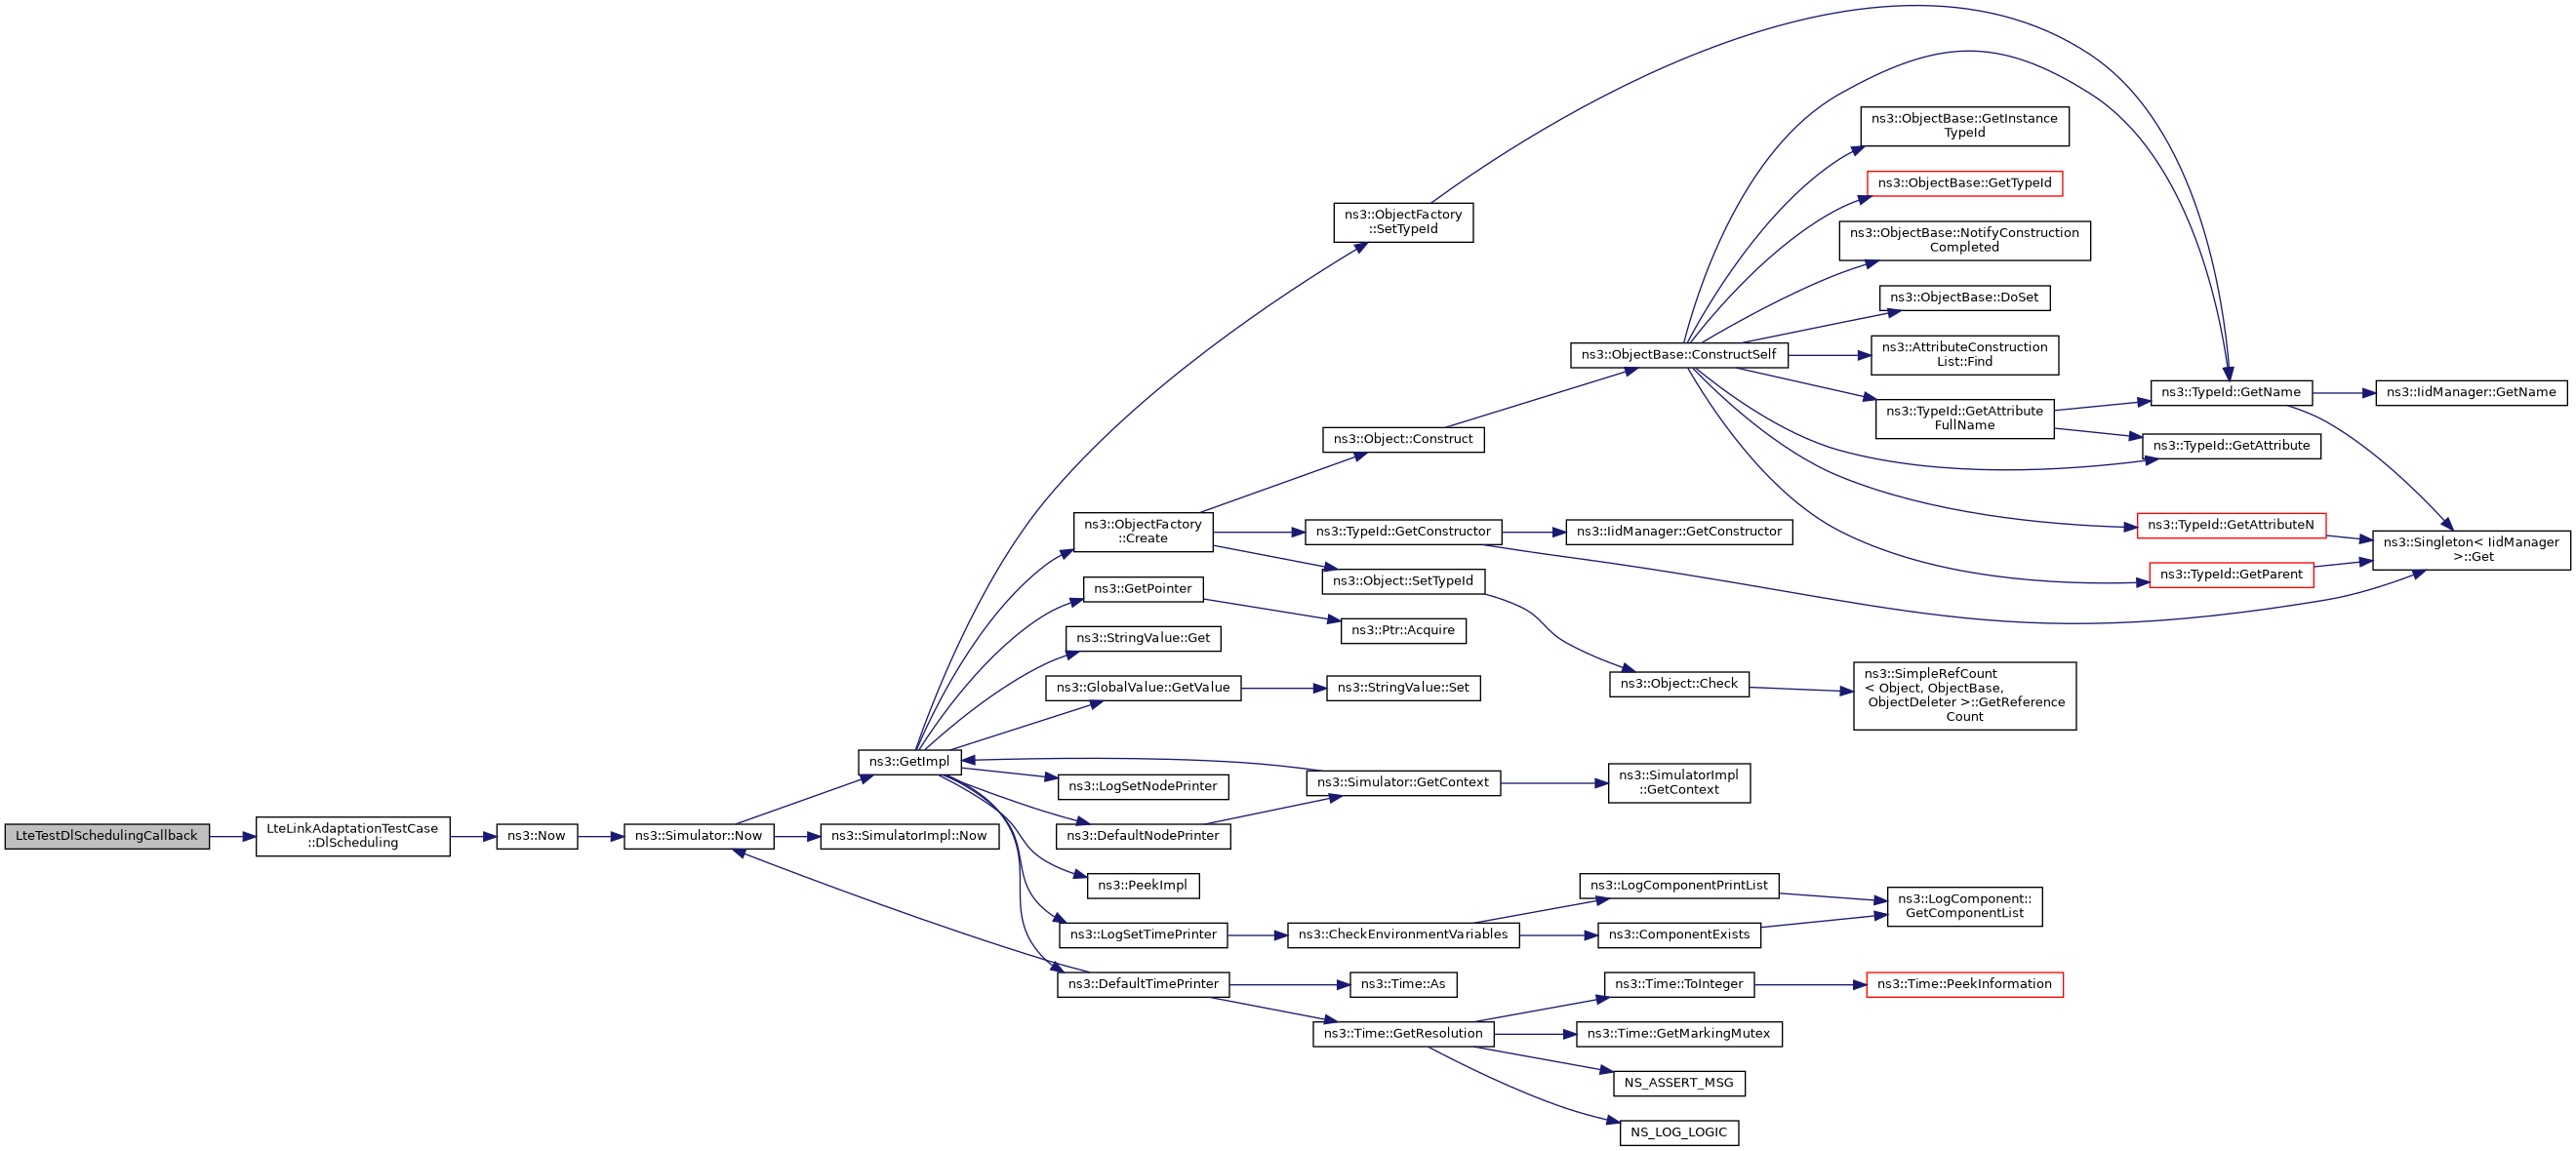 LteTestDlSchedulingCallback
LteLinkAdaptationTestCase
::DlScheduling
ns3::Now
ns3::Simulator::Now
ns3::GetImpl
ns3::SimulatorImpl::Now
ns3::ObjectFactory
::SetTypeId
ns3::ObjectFactory
::Create
ns3::GetPointer
ns3::StringValue::Get
ns3::GlobalValue::GetValue
ns3::LogSetNodePrinter
ns3::DefaultNodePrinter
ns3::PeekImpl
ns3::LogSetTimePrinter
ns3::DefaultTimePrinter
ns3::Object::Construct
ns3::TypeId::GetConstructor
ns3::Object::SetTypeId
ns3::Ptr::Acquire
ns3::StringValue::Set
ns3::Simulator::GetContext
ns3::CheckEnvironmentVariables
ns3::Time::As
ns3::Time::GetResolution
ns3::ObjectBase::ConstructSelf
ns3::IidManager::GetConstructor
ns3::Object::Check
ns3::SimulatorImpl
::GetContext
ns3::LogComponentPrintList
ns3::ComponentExists
ns3::Time::ToInteger
ns3::Time::GetMarkingMutex
NS_ASSERT_MSG
NS_LOG_LOGIC
ns3::ObjectBase::GetInstance
TypeId
ns3::ObjectBase::GetTypeId
ns3::ObjectBase::NotifyConstruction
Completed
ns3::ObjectBase::DoSet
ns3::AttributeConstruction
List::Find
ns3::TypeId::GetAttribute
FullName
ns3::SimpleRefCount
< Object, ObjectBase,
ObjectDeleter >::GetReference
Count
ns3::LogComponent::
GetComponentList
ns3::Time::PeekInformation
ns3::TypeId::GetName
ns3::TypeId::GetAttribute
ns3::TypeId::GetAttributeN
ns3::TypeId::GetParent
ns3::IidManager::GetName
ns3::Singleton< IidManager
>::Get